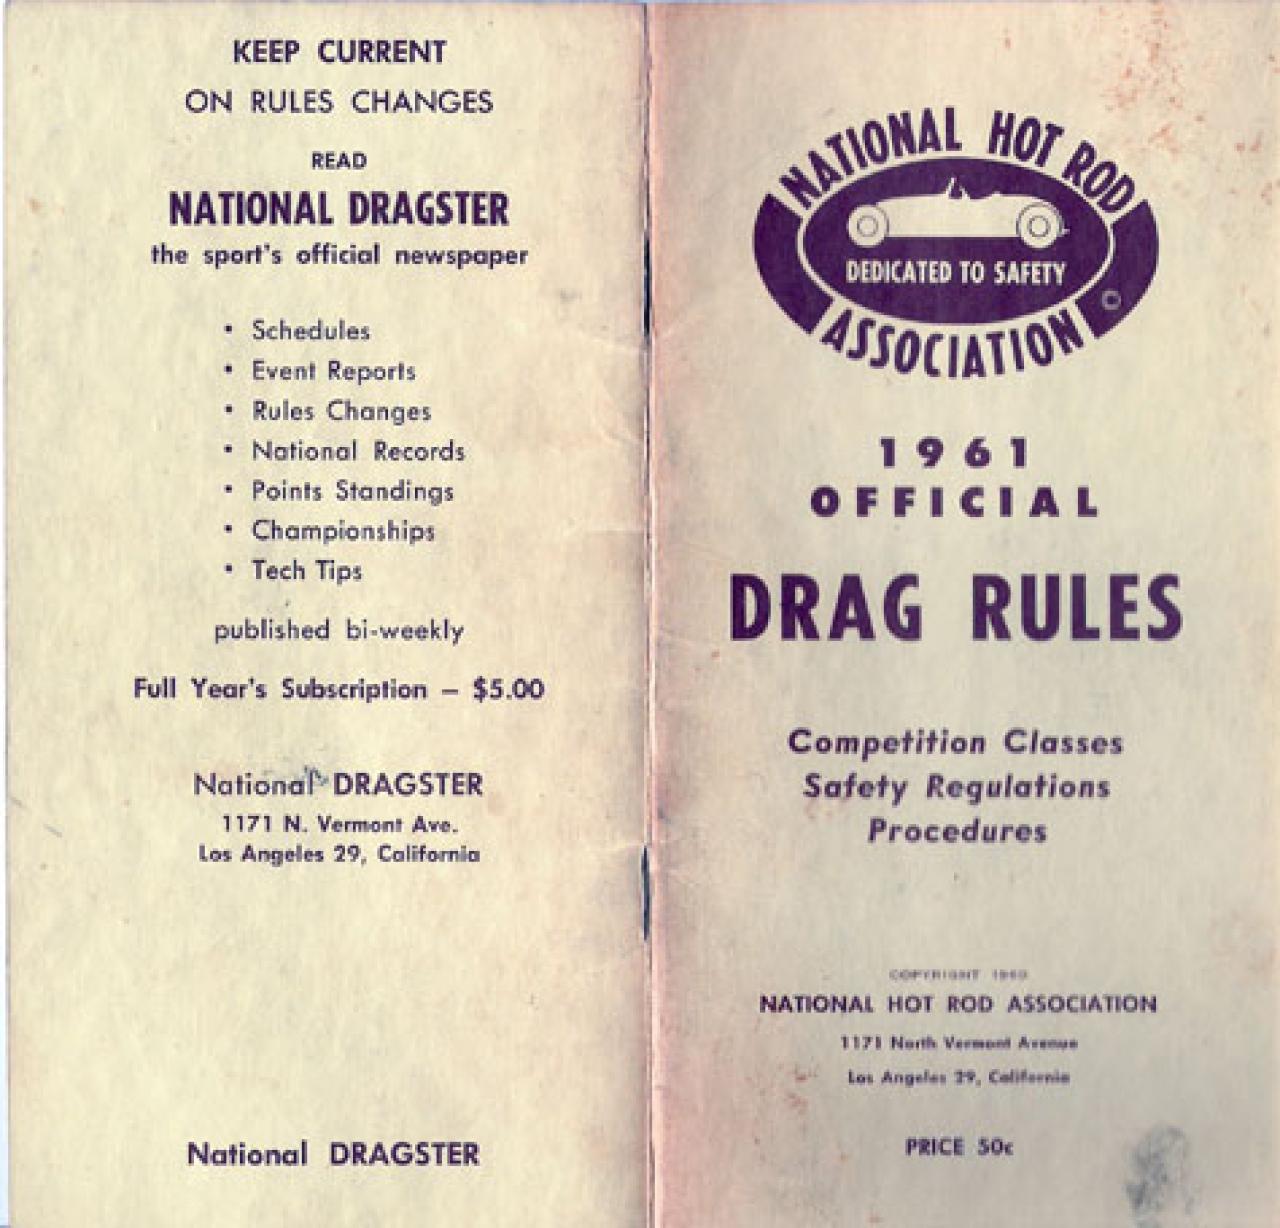 KEEP CURRENT
ON RULES CHANGES
READ
NATIONAL DRAGSTER
the sport's official newspaper
• Schedules
• Event Reports
• Rules Changes
• National Records
• Points Standings
• Championships
• Tech Tips
published bi-weekly
Full Year's Subscription – $5.00
National DRAGSTER
1171 N. Vermont Ave.
Los Angeles 29, California
National DRAGSTER
NATIONAL HOT ROD
DEDICATED TO SAFETY
©
ASSOCIATION
1961
OFFICIAL
DRAG RULES
Competition Classes
Safety Regulations
Procedures
COPYRIGHT 1960
NATIONAL HOT ROD ASSOCIATION
1171 North Vermont Avenue
Los Angeles 29, California
PRICE 50c